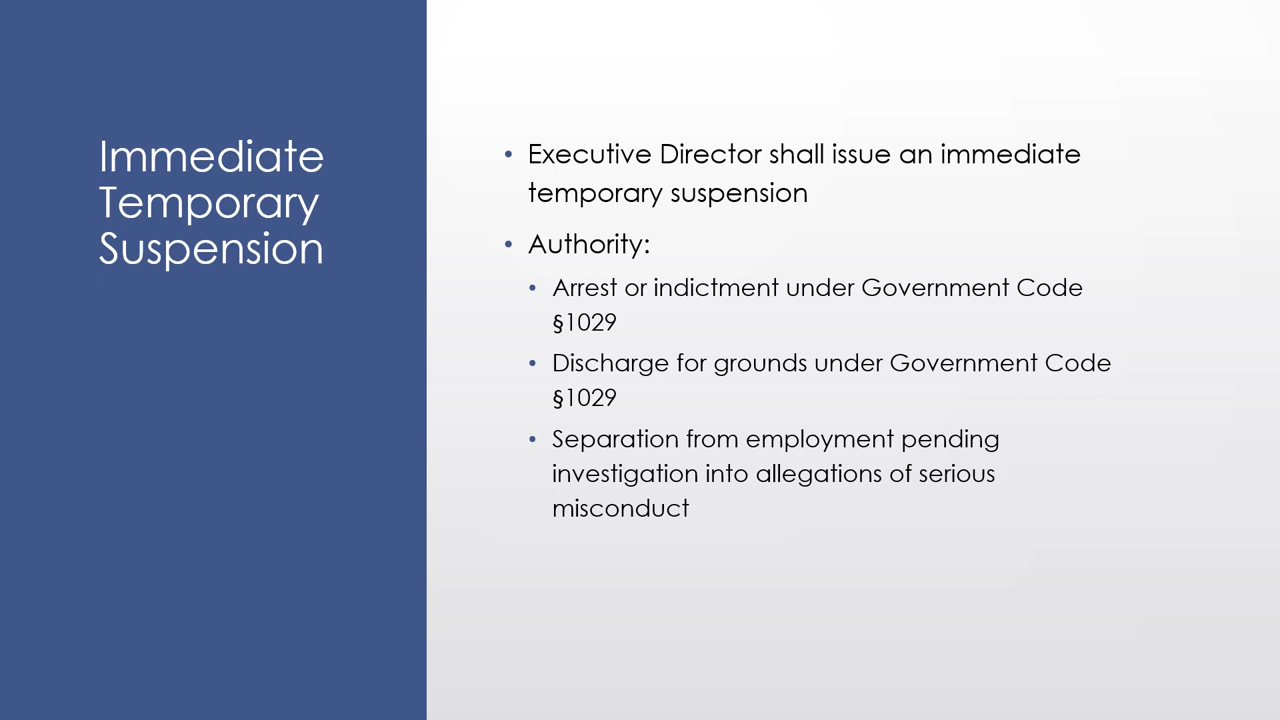 Immediate
Temporary
Suspension
• Executive Director shall issue an immediate
temporary suspension
• Authority:
• Arrest or indictment under Government Code
§1029
• Discharge for grounds under Government Code
§1029
• Separation from employment pending
investigation into allegations of serious
misconduct